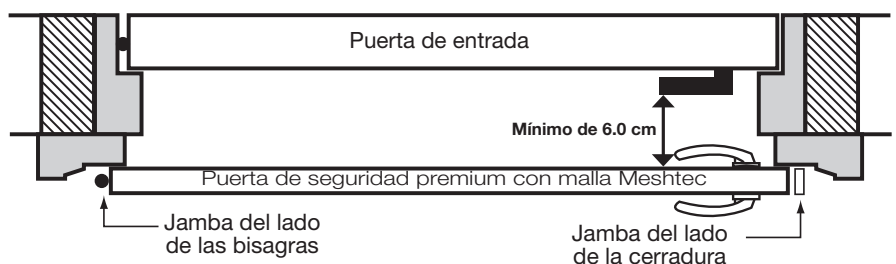 Puerta de entrada
Mínimo de 6.0 cm
Puerta de seguridad premium con malla Meshtec
Jamba del lado
de las bisagras
Jamba del lado
de la cerradura